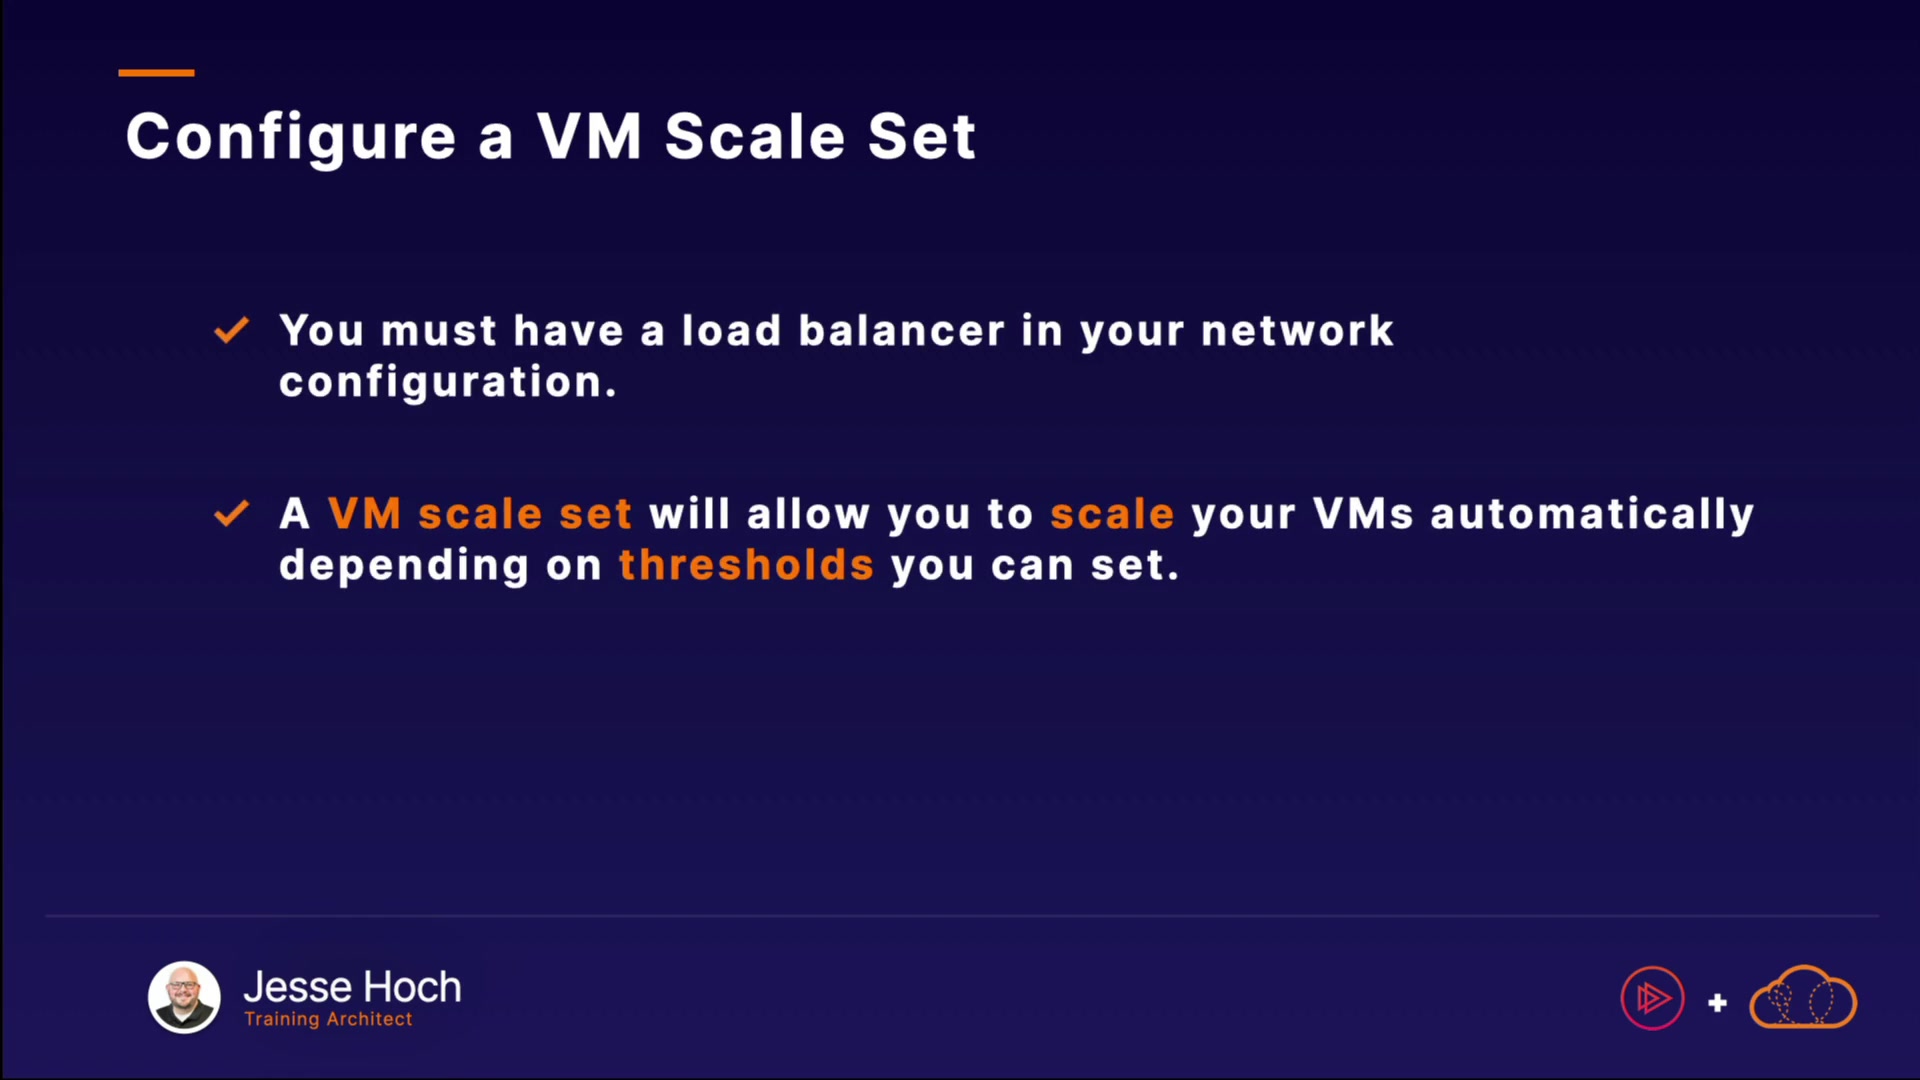 Configure a VM Scale Set
You must have a load balancer in your network
configuration.
A VM scale set will allow you to scale your VMs automatically
depending on thresholds you can set.
Jesse Hoch
Training Architect
+